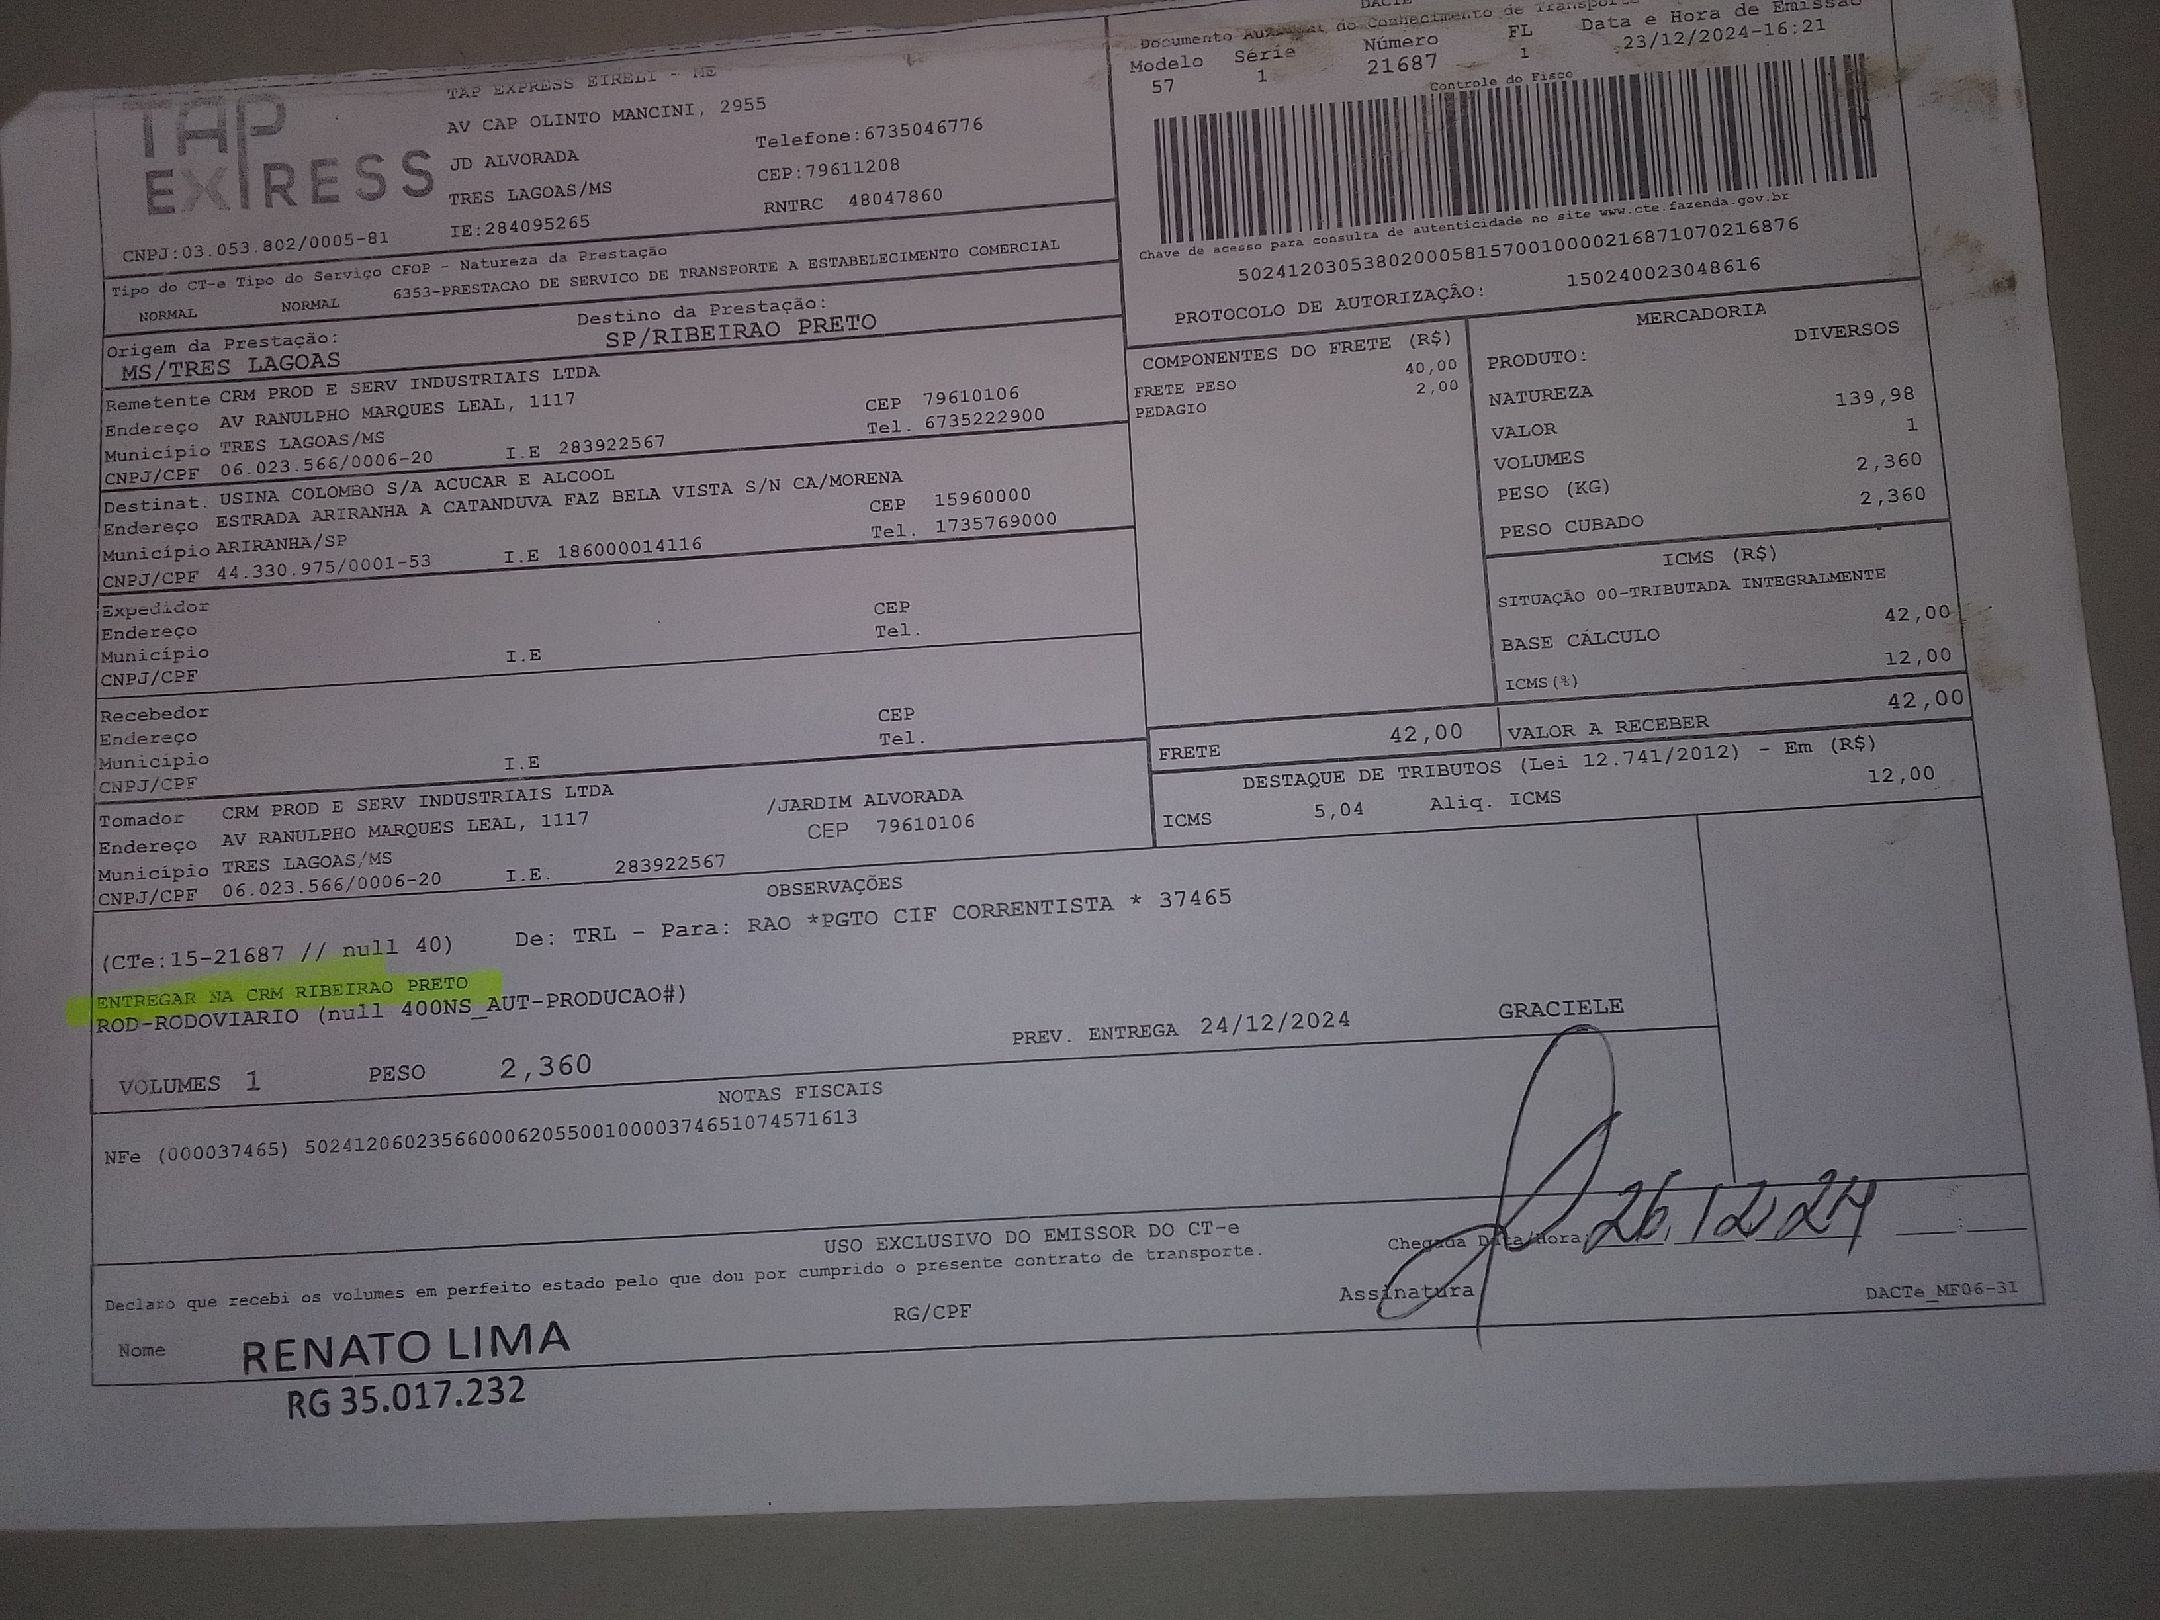 DACTE
Documento Auxiliar do Conhecimento de Transporte
Modelo Série Número FL Data e Hora de Emissão
57 1 21687 1 23/12/2024-16:21
Controle do Fisco
TAP EXPRESS
TAP EXPRESS EIRELI - ME
AV CAP OLINTO MANCINI, 2955
JD ALVORADA Telefone:6735046776
TRES LAGOAS/MS CEP:79611208
CNPJ:03.053.802/0005-81 IE:284095265 RNTRC 48047860
Chave de acesso para consulta de autenticidade no site www.cte.fazenda.gov.br
50241203053802000581570010000216871070216876
PROTOCOLO DE AUTORIZAÇÃO: 150240023048616
Tipo do CT-e Tipo do Serviço CFOP - Natureza da Prestação
NORMAL NORMAL 6353-PRESTACAO DE SERVICO DE TRANSPORTE A ESTABELECIMENTO COMERCIAL
Origem da Prestação: Destino da Prestação:
MS/TRES LAGOAS SP/RIBEIRAO PRETO
Remetente CRM PROD E SERV INDUSTRIAIS LTDA
Endereço AV RANULPHO MARQUES LEAL, 1117 CEP 79610106
Município TRES LAGOAS/MS Tel. 6735222900
CNPJ/CPF 06.023.566/0006-20 I.E 283922567
Destinat. USINA COLOMBO S/A ACUCAR E ALCOOL
Endereço ESTRADA ARIRANHA A CATANDUVA FAZ BELA VISTA S/N CA/MORENA
Município ARIRANHA/SP CEP 15960000
CNPJ/CPF 44.330.975/0001-53 I.E 186000014116 Tel. 1735769000
Expedidor CEP
Endereço Tel.
Município I.E
CNPJ/CPF
Recebedor CEP
Endereço Tel.
Município I.E
CNPJ/CPF
Tomador CRM PROD E SERV INDUSTRIAIS LTDA
Endereço AV RANULPHO MARQUES LEAL, 1117 /JARDIM ALVORADA
Município TRES LAGOAS/MS CEP 79610106
CNPJ/CPF 06.023.566/0006-20 I.E. 283922567
COMPONENTES DO FRETE (R$)
FRETE PESO 40,00
PEDAGIO 2,00
MERCADORIA
PRODUTO: DIVERSOS
NATUREZA
VALOR 139,98
VOLUMES 1
PESO (KG) 2,360
PESO CUBADO 2,360
ICMS (R$)
SITUAÇÃO 00-TRIBUTADA INTEGRALMENTE
BASE CÁLCULO 42,00
ICMS(%) 12,00
FRETE 42,00 VALOR A RECEBER 42,00
DESTAQUE DE TRIBUTOS (Lei 12.741/2012) - Em (R$)
ICMS 5,04 Aliq. ICMS 12,00
OBSERVAÇÕES
(CTe:15-21687 // null 40) De: TRL - Para: RAO *PGTO CIF CORRENTISTA * 37465
ENTREGAR NA CRM RIBEIRAO PRETO
ROD-RODOVIARIO (null 400NS_AUT-PRODUCAO#)
VOLUMES 1 PESO 2,360 PREV. ENTREGA 24/12/2024 GRACIELE
NOTAS FISCAIS
NFe (000037465) 50241206023566000620550010000374651074571613
USO EXCLUSIVO DO EMISSOR DO CT-e
Declaro que recebi os volumes em perfeito estado pelo que dou por cumprido o presente contrato de transporte.
Chegada Data/Hora 26.12.24
Nome RENATO LIMA RG/CPF Assinatura
RG 35.017.232
DACTe_MF06-31